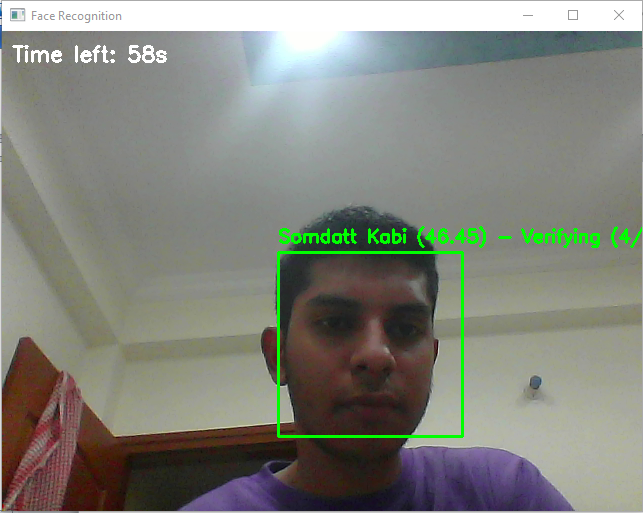 Face Recognition
Time left: 58s
Somdatt Kabi (46.45) - Verifying (4/